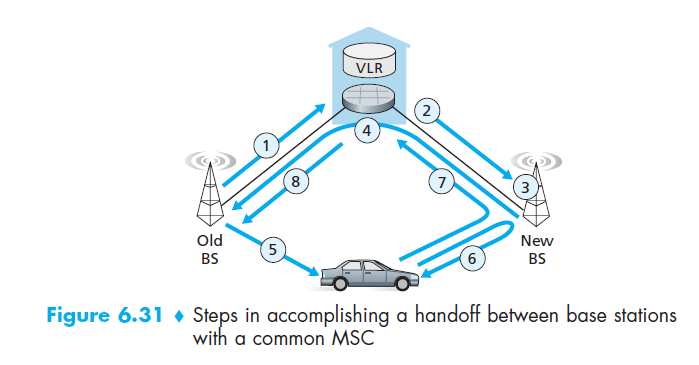 VLR
2
1
4
8
7
3
Old
BS
New
BS
5
6
Figure 6.31 ♦ Steps in accomplishing a handoff between base stations
with a common MSC